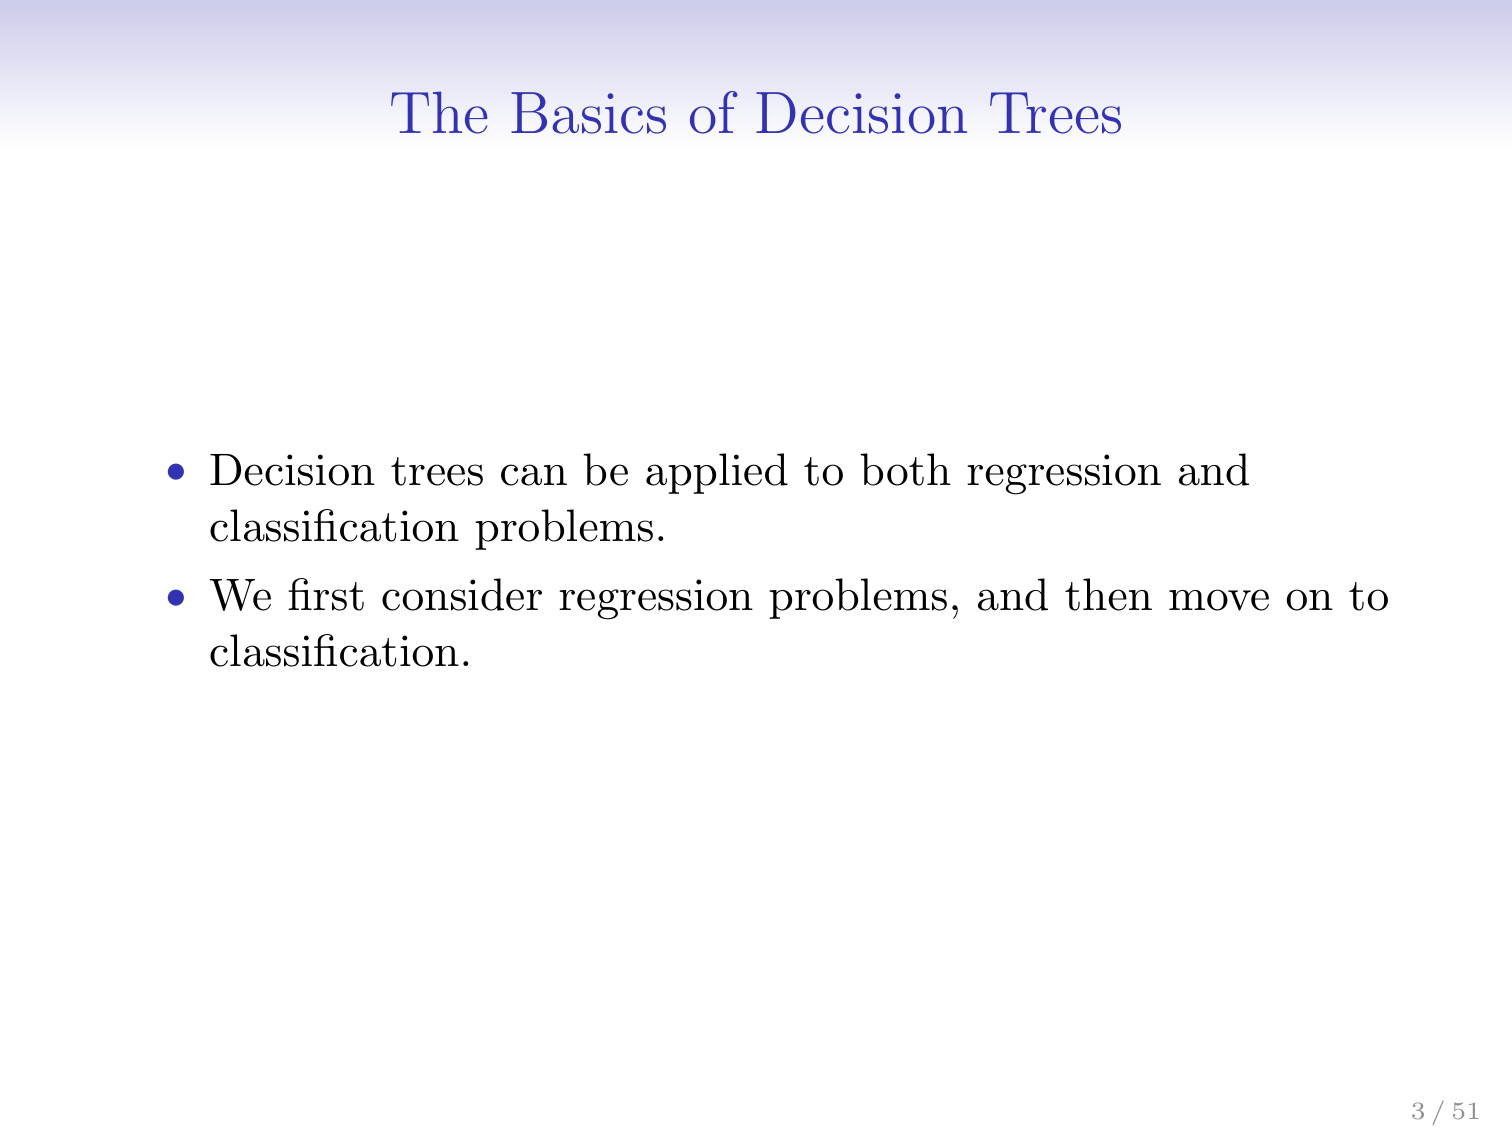 The Basics of Decision Trees
• Decision trees can be applied to both regression and
classification problems.
• We first consider regression problems, and then move on to
classification.
3 / 51